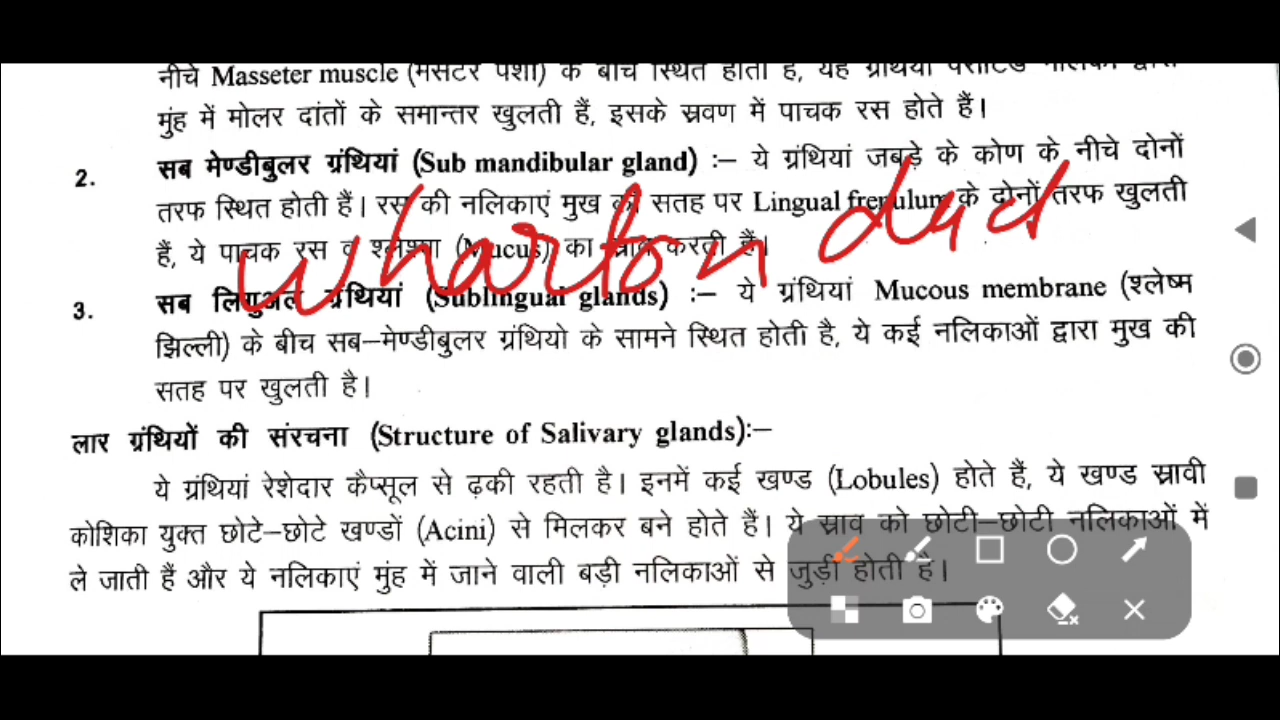 नीचे Masseter muscle (मसेटर पेशी) के बीच स्थित होती है, यह ग्रंथियां पैरोटिड नलिका द्वारा
मुंह में मोलर दांतों के समान्तर खुलती हैं, इसके स्रवण में पाचक रस होते हैं।
2. सब मेण्डीबुलर ग्रंथियां (Sub mandibular gland) :– ये ग्रंथियां जबड़े के कोण के नीचे दोनों
तरफ स्थित होती हैं। रस की नलिकाएं मुख की सतह पर Lingual frenulum के दोनों तरफ खुलती
हैं, ये पाचक रस व श्लेश्मा (Mucus) का स्राव करती हैं।
wharton duct
3. सब लिंगुअल ग्रंथियां (Sublingual glands) :– ये ग्रंथियां Mucous membrane (श्लेष्म
झिल्ली) के बीच सब–मेण्डीबुलर ग्रंथियो के सामने स्थित होती है, ये कई नलिकाओं द्वारा मुख की
सतह पर खुलती है।
लार ग्रंथियों की संरचना (Structure of Salivary glands):–
ये ग्रंथियां रेशेदार कैप्सूल से ढ़की रहती है। इनमें कई खण्ड (Lobules) होते हैं, ये खण्ड स्रावी
कोशिका युक्त छोटे–छोटे खण्डों (Acini) से मिलकर बने होते हैं। ये स्राव को छोटी–छोटी नलिकाओं में
ले जाती हैं और ये नलिकाएं मुंह में जाने वाली बड़ी नलिकाओं से जुड़ी होती है।